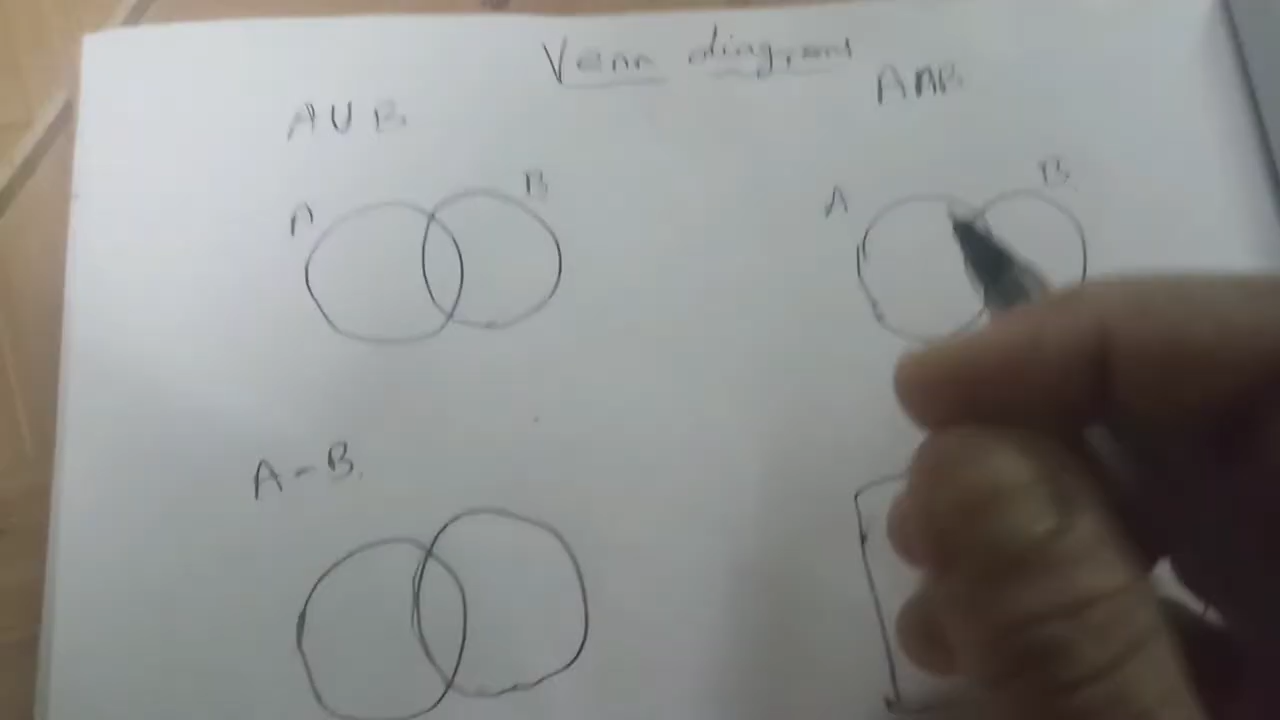 Venn diagram
A U B
A ∩ B
A B
A B
A - B